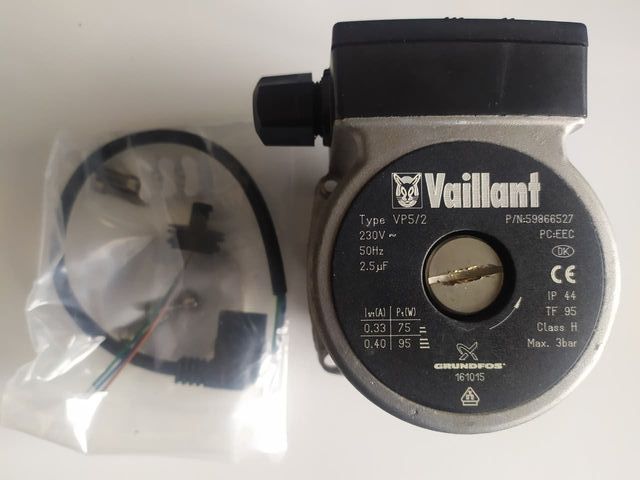 Vaillant
Type VP5/2 P/N:59866527
230V ~ PC:EEC
50Hz DK
2.5µF CE
IP 44
TF 95
I1/1(A) P1(W) Class H
0.33 75 Max. 3bar
0.40 95
GRUNDFOS
161015